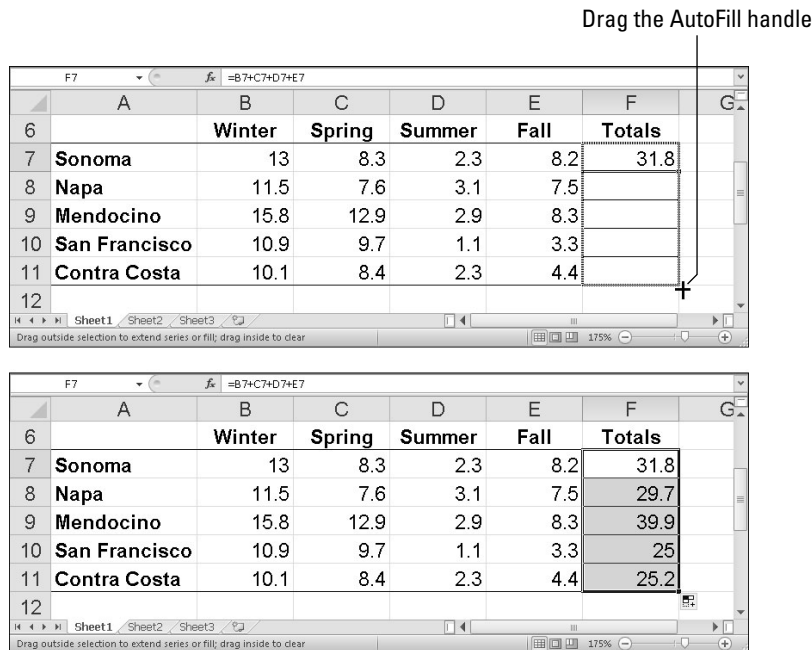 Drag the AutoFill handle
F7 fx =B7+C7+D7+E7
A B C D E F G
6 Winter Spring Summer Fall Totals
7 Sonoma 13 8.3 2.3 8.2 31.8
8 Napa 11.5 7.6 3.1 7.5
9 Mendocino 15.8 12.9 2.9 8.3
10 San Francisco 10.9 9.7 1.1 3.3
11 Contra Costa 10.1 8.4 2.3 4.4
12
Sheet1 Sheet2 Sheet3
Drag outside selection to extend series or fill; drag inside to clear 175%
F7 fx =B7+C7+D7+E7
A B C D E F G
6 Winter Spring Summer Fall Totals
7 Sonoma 13 8.3 2.3 8.2 31.8
8 Napa 11.5 7.6 3.1 7.5 29.7
9 Mendocino 15.8 12.9 2.9 8.3 39.9
10 San Francisco 10.9 9.7 1.1 3.3 25
11 Contra Costa 10.1 8.4 2.3 4.4 25.2
12
Sheet1 Sheet2 Sheet3
Drag outside selection to extend series or fill; drag inside to clear 175%